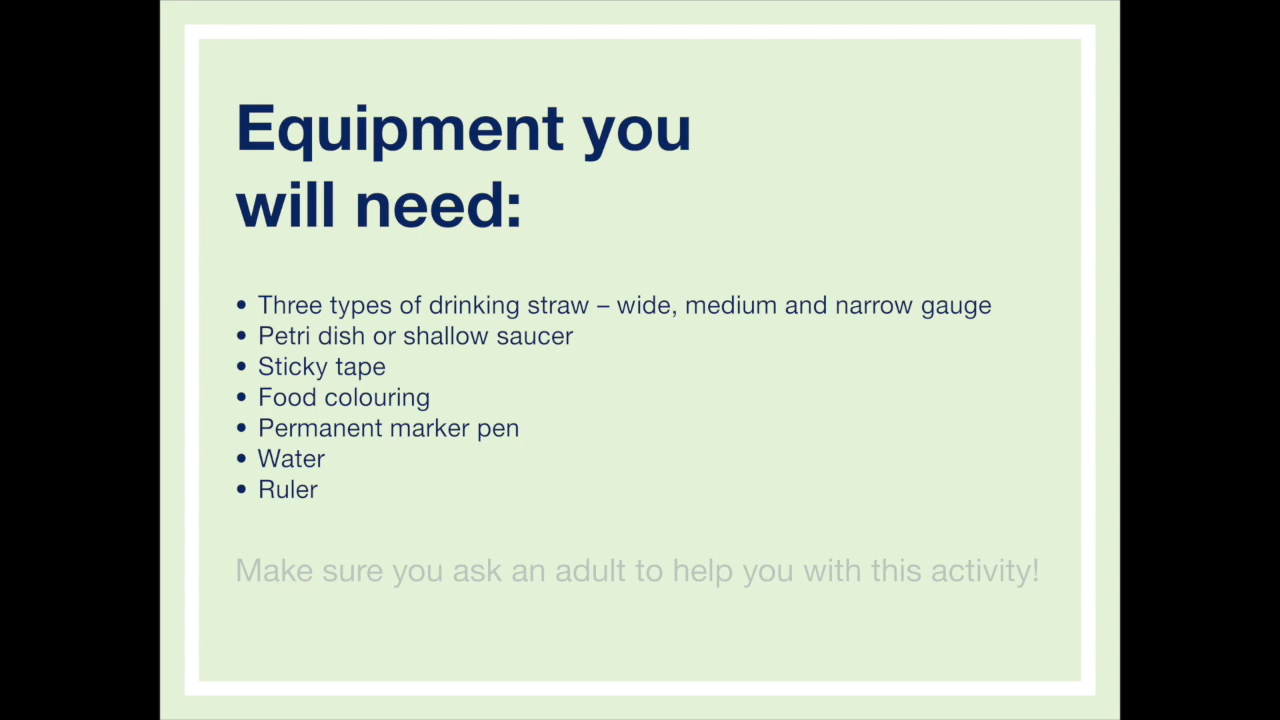 Equipment you
will need:
• Three types of drinking straw – wide, medium and narrow gauge
• Petri dish or shallow saucer
• Sticky tape
• Food colouring
• Permanent marker pen
• Water
• Ruler
Make sure you ask an adult to help you with this activity!